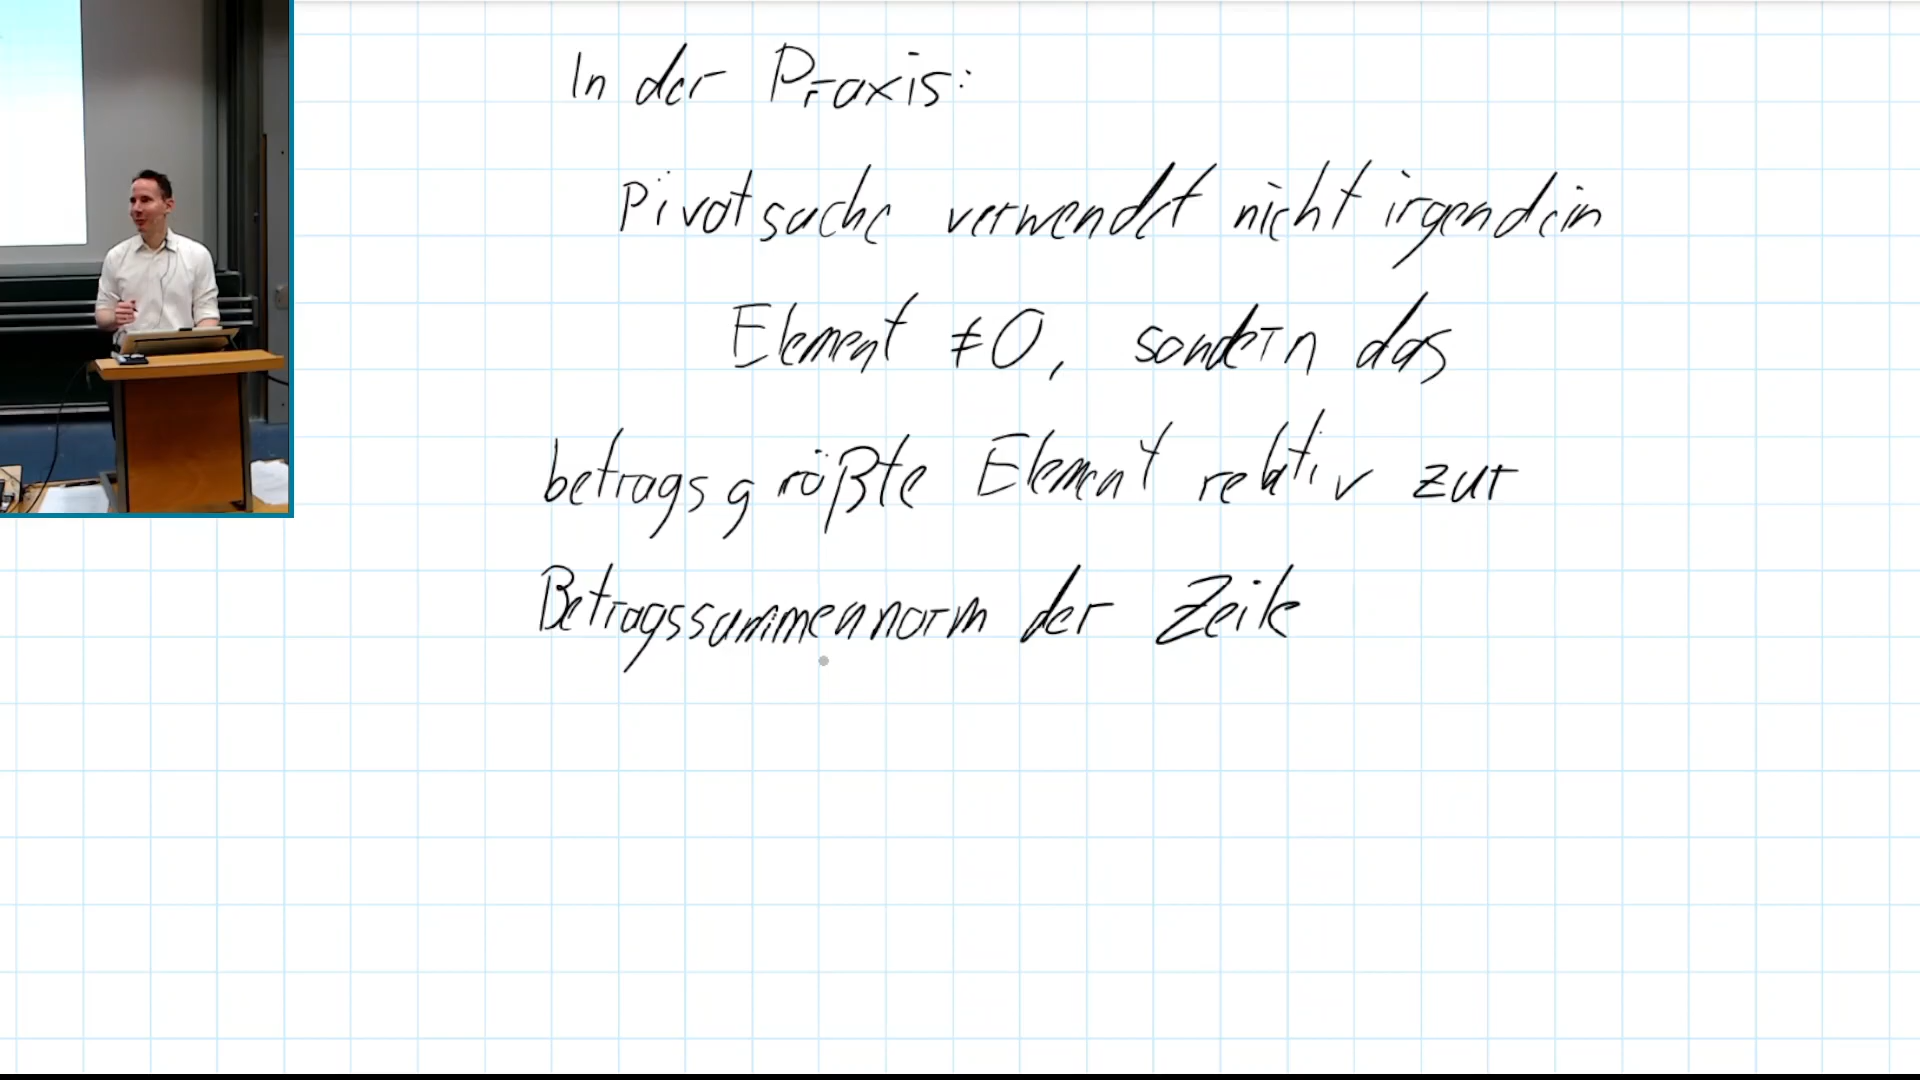 In der Praxis:
Pivotsuche verwendet nicht irgendein
Element ≠0, sondern das
betragsgrößte Element relativ zur
Betragssummennorm der Zeile